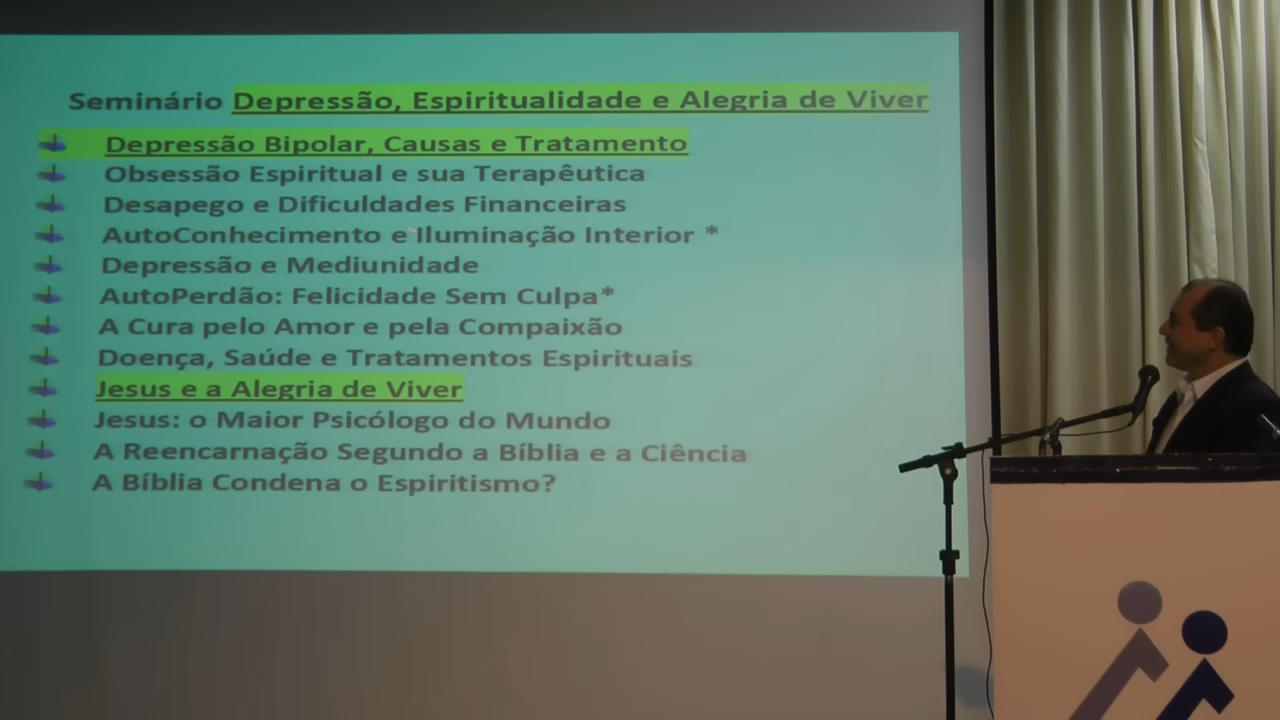 Seminário Depressão, Espiritualidade e Alegria de Viver
Depressão Bipolar, Causas e Tratamento
Obsessão Espiritual e sua Terapêutica
Desapego e Dificuldades Financeiras
AutoConhecimento e Iluminação Interior *
Depressão e Mediunidade
AutoPerdão: Felicidade Sem Culpa*
A Cura pelo Amor e pela Compaixão
Doença, Saúde e Tratamentos Espirituais
Jesus e a Alegria de Viver
Jesus: o Maior Psicólogo do Mundo
A Reencarnação Segundo a Bíblia e a Ciência
A Bíblia Condena o Espiritismo?